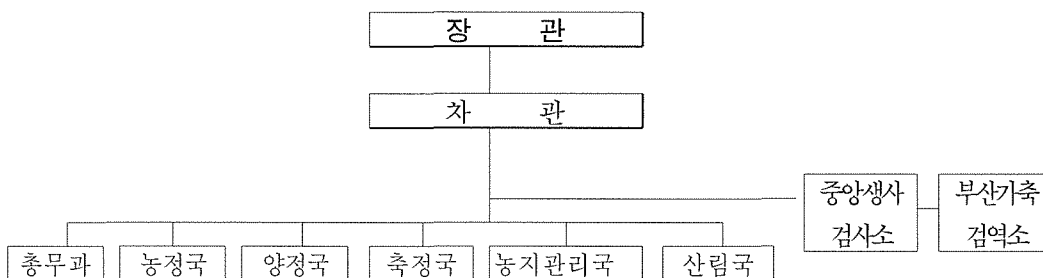 장 관
차 관
중앙생사
검사소
부산가축
검역소
총무과 농정국 양정국 축정국 농지관리국 산림국